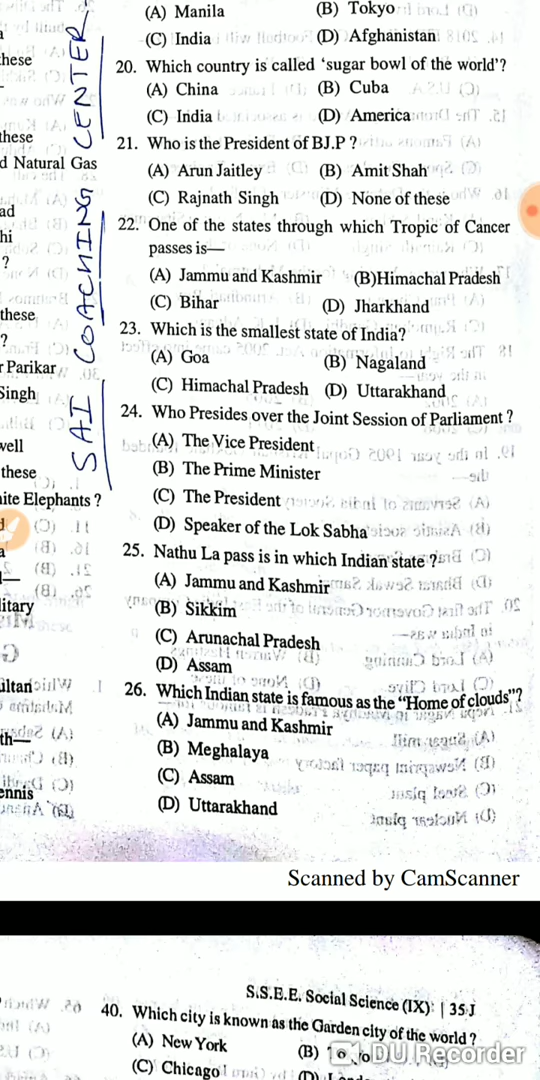 (A) Manila (B) Tokyo
(C) India (D) Afghanistan
20. Which country is called ‘sugar bowl of the world’?
(A) China (B) Cuba
(C) India (D) America
21. Who is the President of BJ.P ?
(A) Arun Jaitley (B) Amit Shah
(C) Rajnath Singh (D) None of these
22. One of the states through which Tropic of Cancer
passes is—
(A) Jammu and Kashmir (B)Himachal Pradesh
(C) Bihar (D) Jharkhand
23. Which is the smallest state of India?
(A) Goa (B) Nagaland
(C) Himachal Pradesh (D) Uttarakhand
24. Who Presides over the Joint Session of Parliament ?
(A) The Vice President
(B) The Prime Minister
(C) The President
(D) Speaker of the Lok Sabha
25. Nathu La pass is in which Indian state ?
(A) Jammu and Kashmir
(B) Sikkim
(C) Arunachal Pradesh
(D) Assam
26. Which Indian state is famous as the “Home of clouds”?
(A) Jammu and Kashmir
(B) Meghalaya
(C) Assam
(D) Uttarakhand
SAI COACHING CENTER
hese
these
d Natural Gas
ad
hi
?
these
?
r Parikar
Singh
well
these
ite Elephants ?
litary
ultan
th—
ennis
Scanned by CamScanner
S.S.E.E. Social Science (IX) | 35 J
40. Which city is known as the Garden city of the world ?
(A) New York (B)
(C) Chicago (D)
DU Recorder